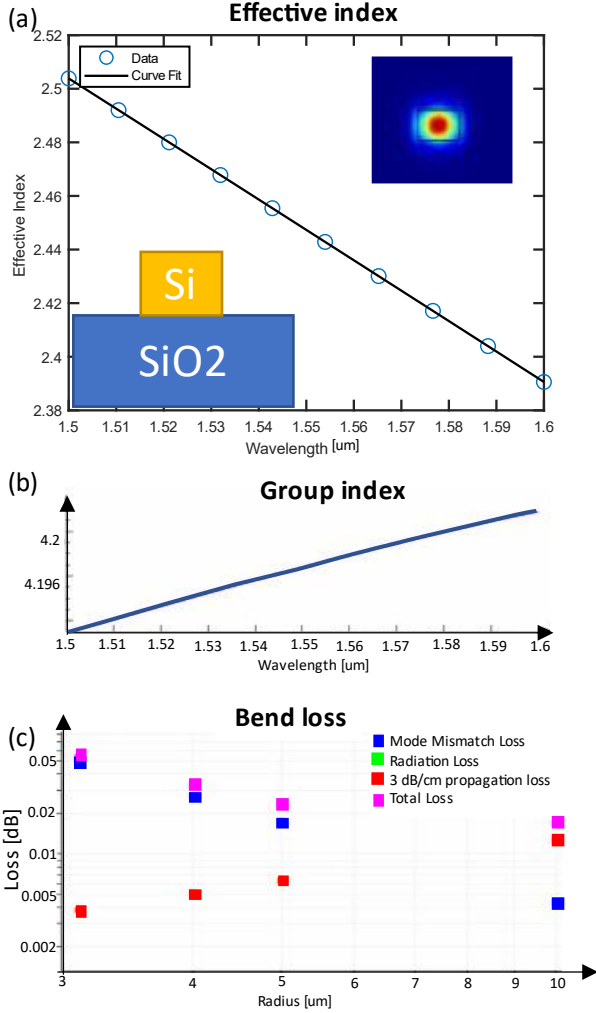 (a)
Effective index
2.52
2.5
2.48
2.46
2.44
2.42
2.4
2.38
Effective Index
Data
Curve Fit
Si
SiO2
1.5 1.51 1.52 1.53 1.54 1.55 1.56 1.57 1.58 1.59 1.6
Wavelength [um]
(b)
Group index
4.2
4.196
1.5 1.51 1.52 1.53 1.54 1.55 1.56 1.57 1.58 1.59 1.6
Wavelength [um]
(c)
Bend loss
Mode Mismatch Loss
Radiation Loss
3 dB/cm propagation loss
Total Loss
0.05
0.02
0.01
0.005
0.002
Loss [dB]
3 4 5 6 7 8 9 10
Radius [um]